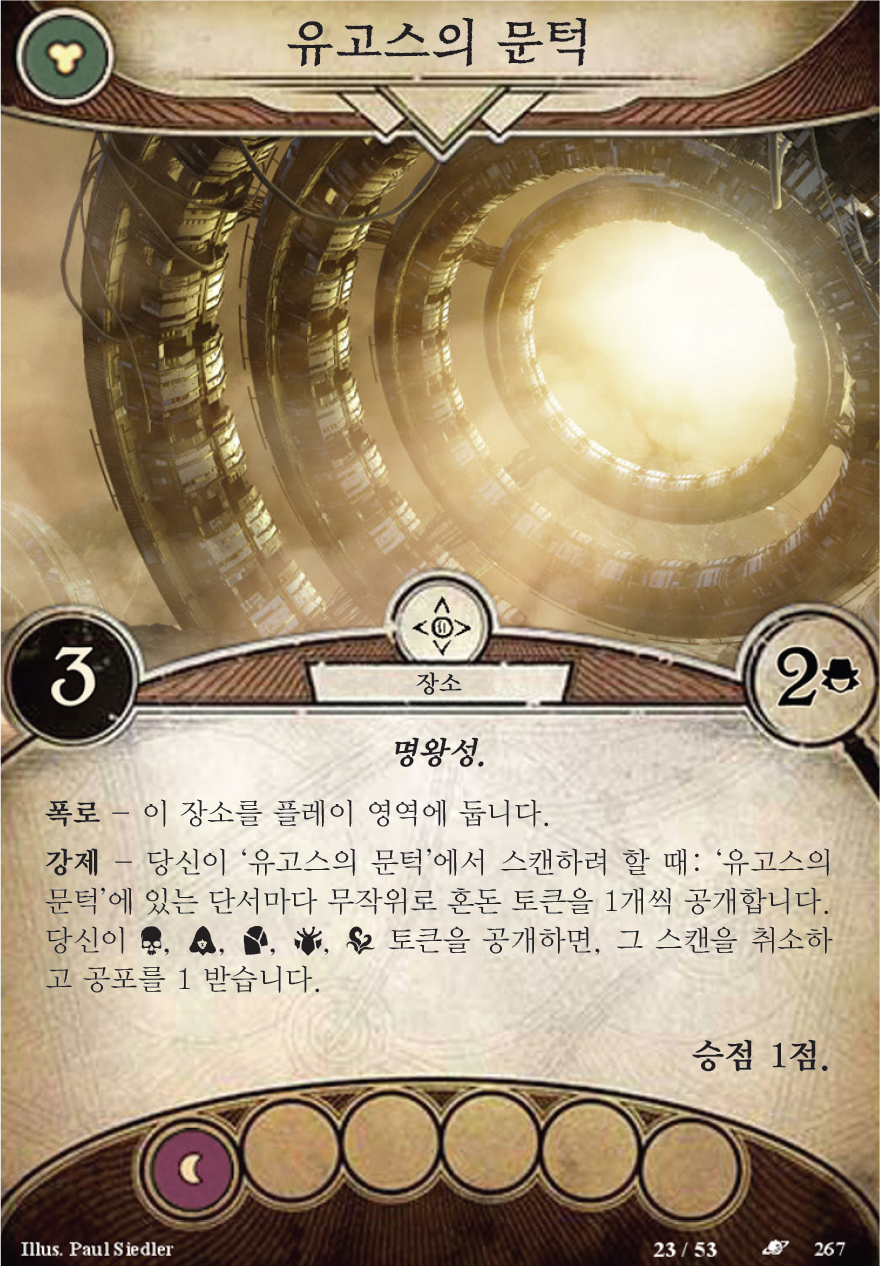 유고스의 문턱
3
장소
2
명왕성.
폭로 – 이 장소를 플레이 영역에 둡니다.
강제 – 당신이 ‘유고스의 문턱’에서 스캔하려 할 때: ‘유고스의
문턱’에 있는 단서마다 무작위로 혼돈 토큰을 1개씩 공개합니다.
당신이 , , , , 토큰을 공개하면, 그 스캔을 취소하
고 공포를 1 받습니다.
승점 1점.
Illus. Paul Siedler
23 / 53
267